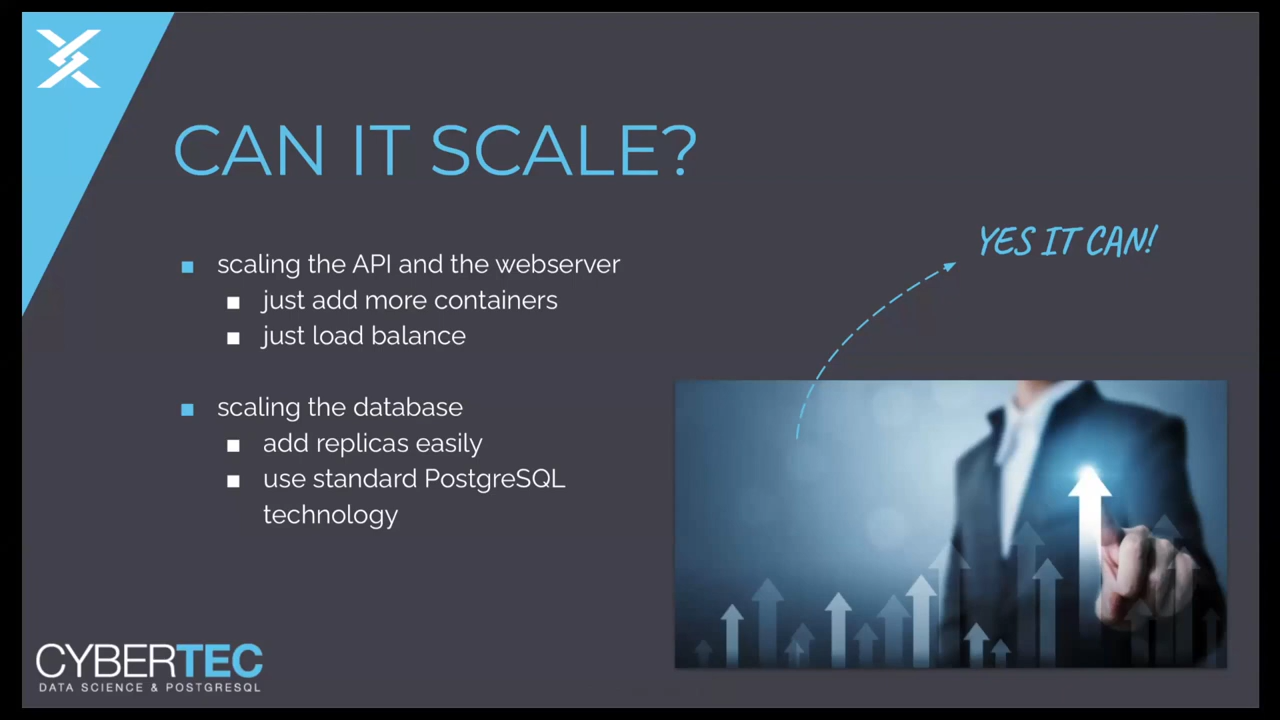 CAN IT SCALE?
YES IT CAN!
scaling the API and the webserver
just add more containers
just load balance
scaling the database
add replicas easily
use standard PostgreSQL
technology
CYBERTEC
DATA SCIENCE & POSTGRESQL